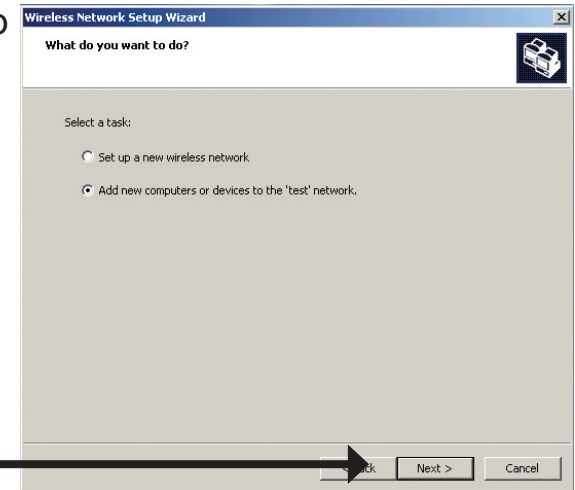 Wireless Network Setup Wizard
What do you want to do?
Select a task:
Set up a new wireless network
Add new computers or devices to the 'test' network.
Next >
Cancel